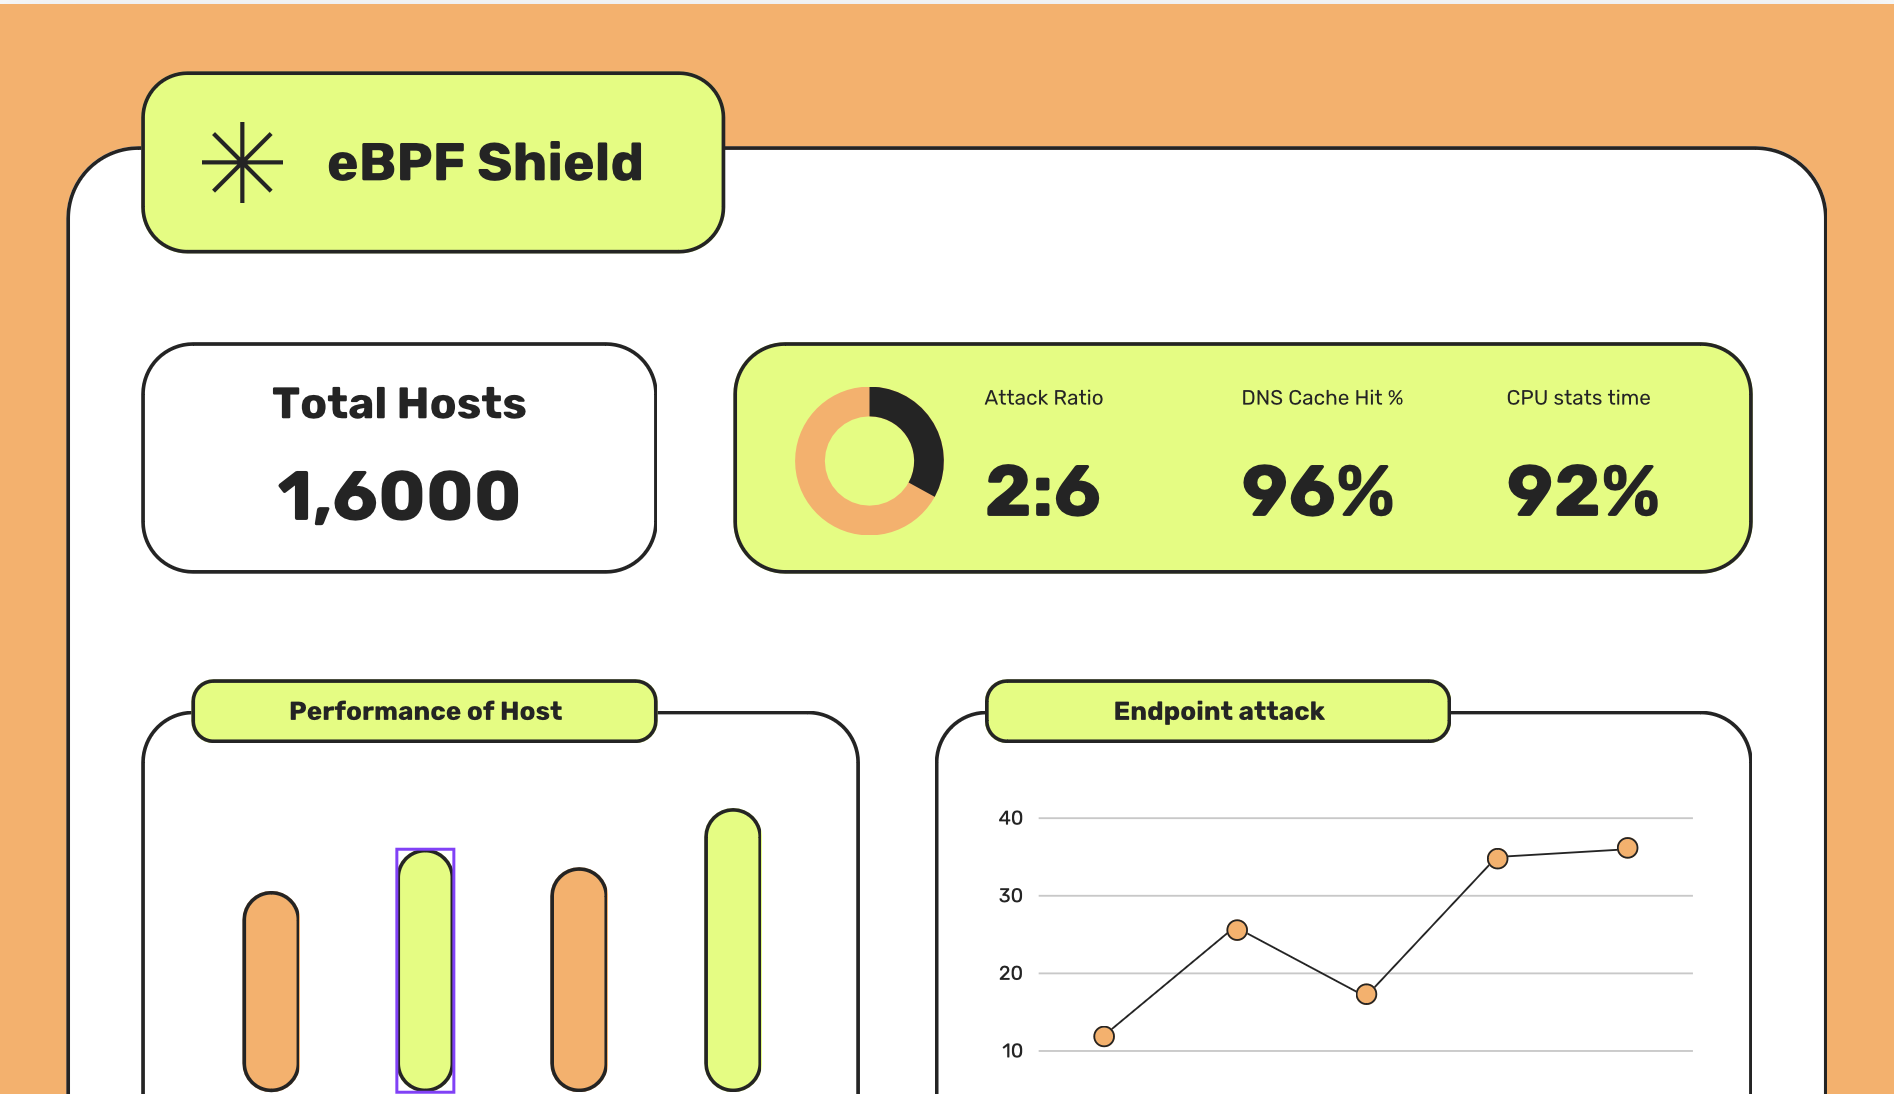 eBPF Shield
Total Hosts
1,6000
Attack Ratio
2:6
DNS Cache Hit %
96%
CPU stats time
92%
Performance of Host
Endpoint attack
40
30
20
10